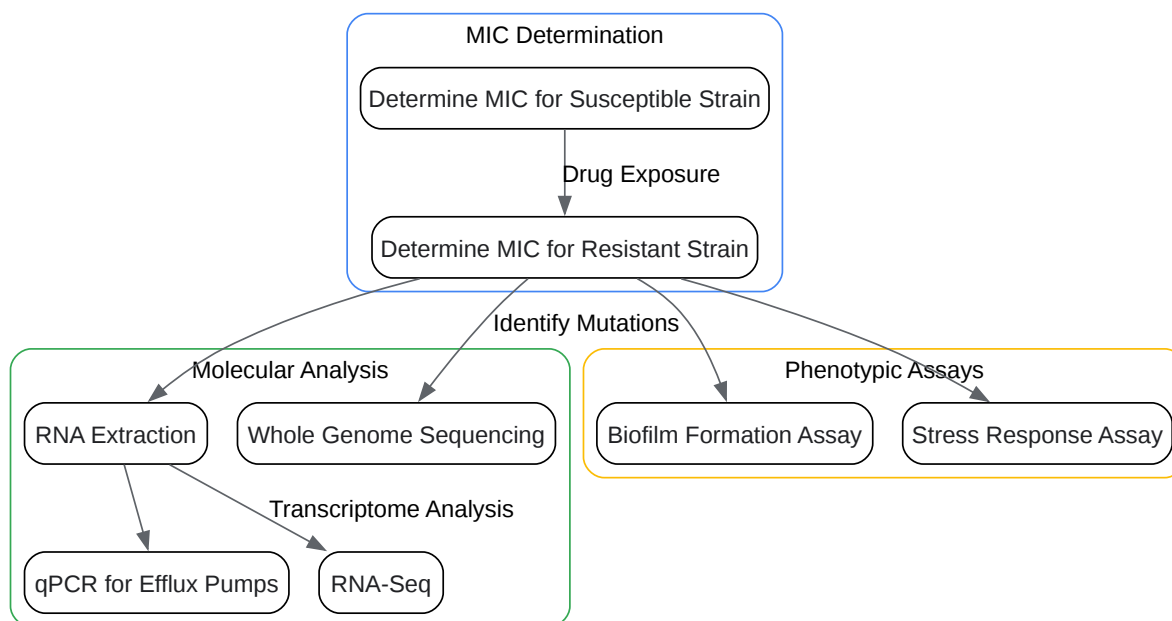 MIC Determination
Determine MIC for Susceptible Strain
Drug Exposure
Determine MIC for Resistant Strain
Identify Mutations
Molecular Analysis
Phenotypic Assays
RNA Extraction
Whole Genome Sequencing
Biofilm Formation Assay
Stress Response Assay
Transcriptome Analysis
qPCR for Efflux Pumps
RNA-Seq